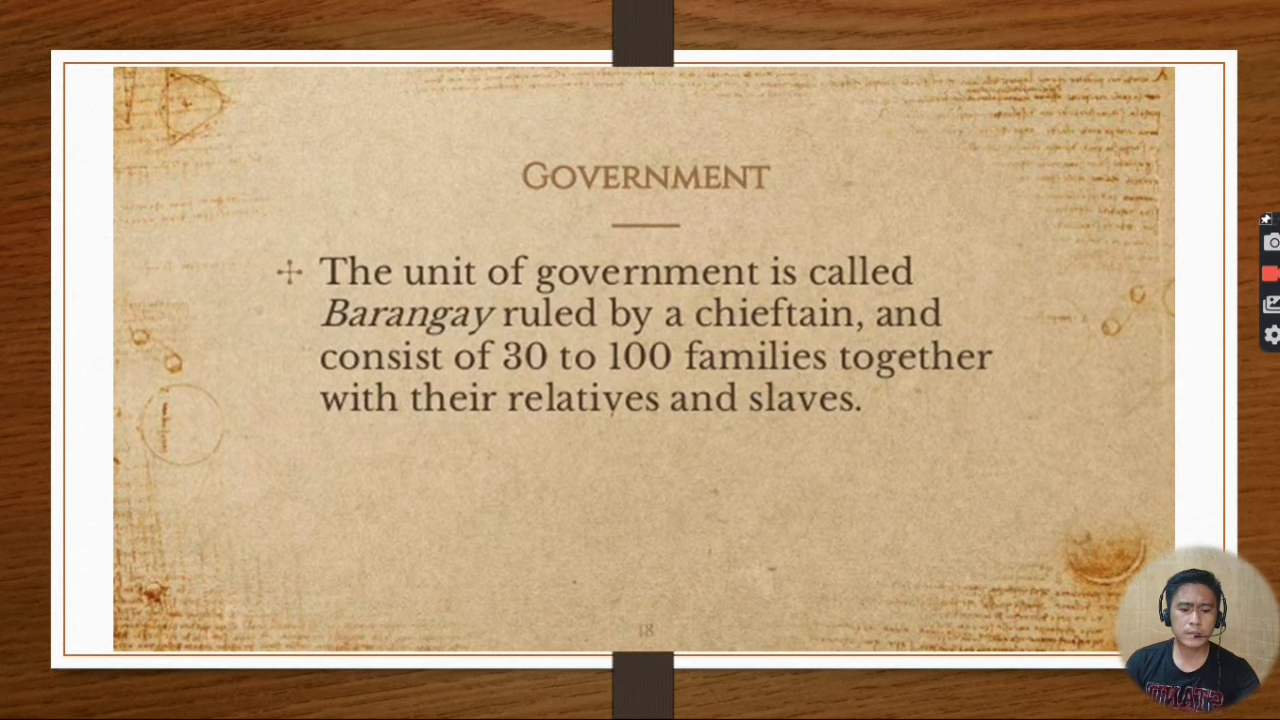 Government
The unit of government is called
Barangay ruled by a chieftain, and
consist of 30 to 100 families together
with their relatives and slaves.
18